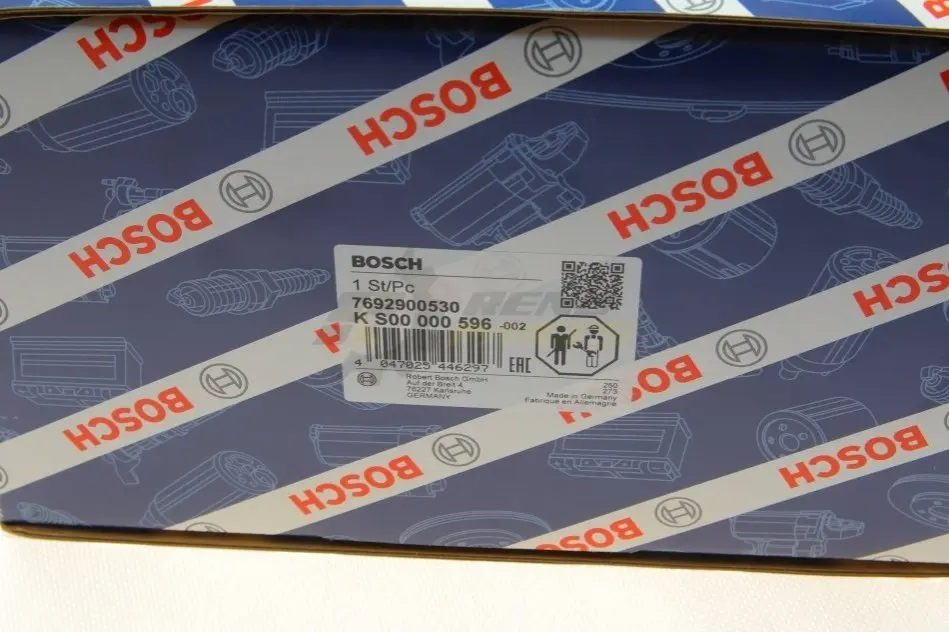 BOSCH
BOSCH
BOSCH
BOSCH
BOSCH
1 St/Pc
7692900530
K S00 000 596 -002
4 047025 446297
EAC
Robert Bosch GmbH
Auf der Breit 4
76227 Karlsruhe
GERMANY
250
273
Made in Germany
Fabriqué en Allemagne
BOSCH
BOSCH
BOSCH
BOSCH
BOSCH